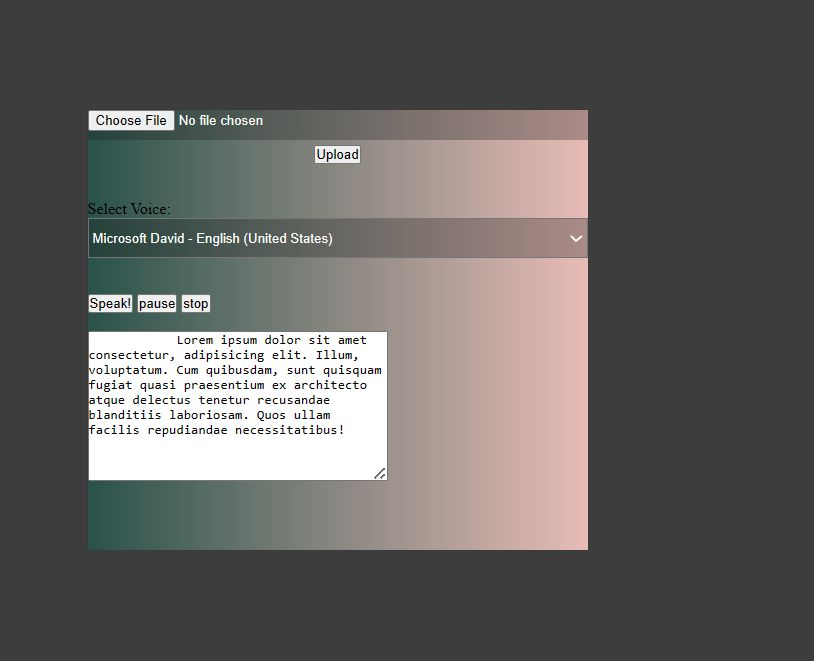 Choose File No file chosen
Upload
Select Voice:
Microsoft David - English (United States)
Speak! pause stop
Lorem ipsum dolor sit amet
consectetur, adipisicing elit. Illum,
voluptatum. Cum quibusdam, sunt quisquam
fugiat quasi praesentium ex architecto
atque delectus tenetur recusandae
blanditiis laboriosam. Quos ullam
facilis repudiandae necessitatibus!